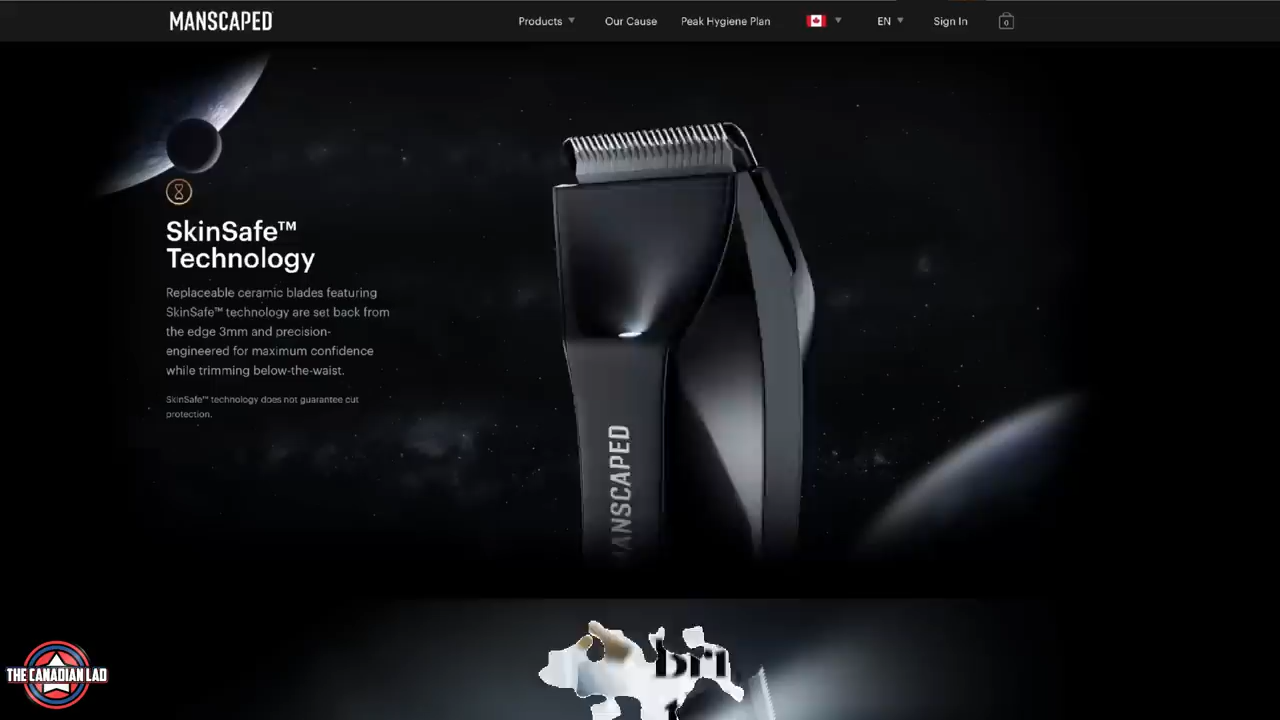 MANSCAPED
Products
Our Cause
Peak Hygiene Plan
EN
Sign In
0
SkinSafe™
Technology
Replaceable ceramic blades featuring
SkinSafe™ technology are set back from
the edge 3mm and precision-
engineered for maximum confidence
while trimming below-the-waist.
SkinSafe™ technology does not guarantee cut
protection.
MANSCAPED
THE CANADIAN LAD
bri